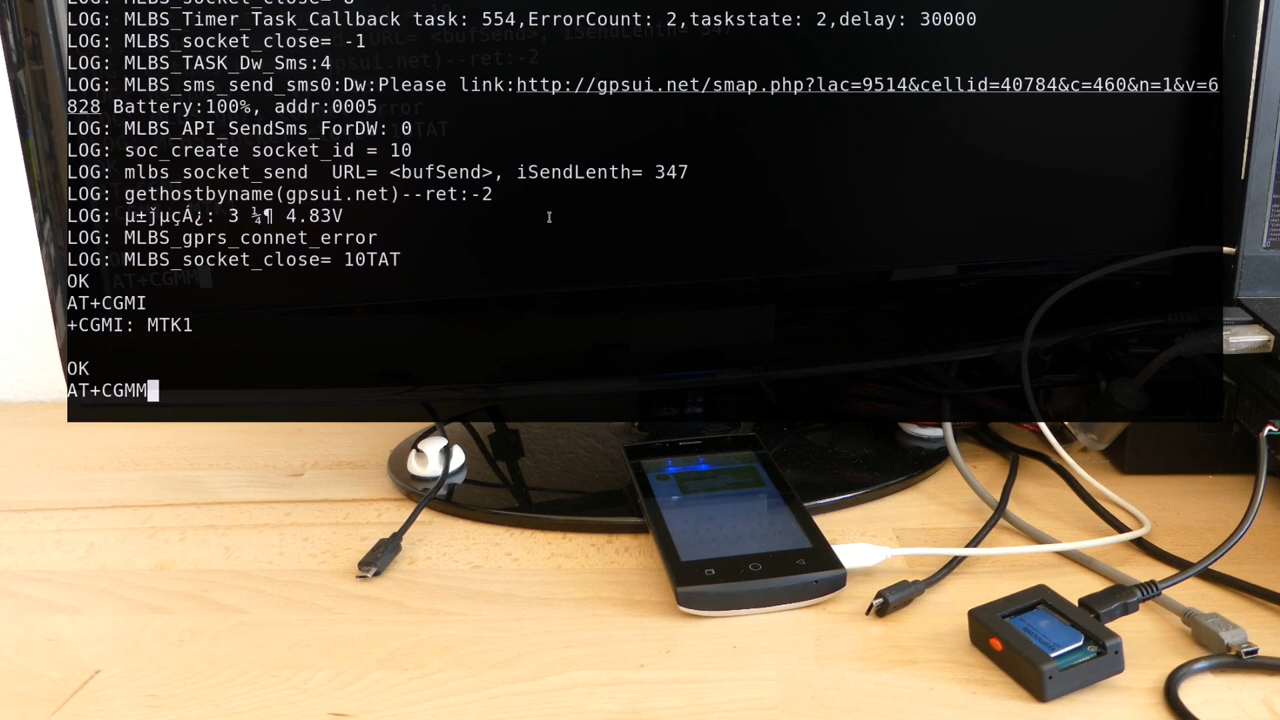 LOG: MLBS_socket_close= 0
LOG: MLBS_Timer_Task_Callback task: 554,ErrorCount: 2,taskstate: 2,delay: 30000
LOG: MLBS_socket_close= -1
LOG: MLBS_TASK_Dw_Sms:4
LOG: MLBS_sms_send_sms0:Dw:Please link:http://gpsui.net/smap.php?lac=9514&cellid=40784&c=460&n=1&v=6
828 Battery:100%, addr:0005
LOG: MLBS_API_SendSms_ForDW: 0
LOG: soc_create socket_id = 10
LOG: mlbs_socket_send  URL= <bufSend>, iSendLenth= 347
LOG: gethostbyname(gpsui.net)--ret:-2
LOG: µ±ǰµçÁ¿: 3 ¼¶ 4.83V
LOG: MLBS_gprs_connet_error
LOG: MLBS_socket_close= 10TAT
OK
AT+CGMI
+CGMI: MTK1
OK
AT+CGMM